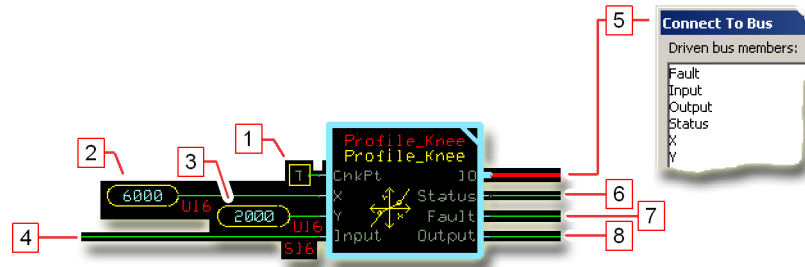 5
Connect To Bus
Driven bus members:
Fault
Input
Output
Status
X
Y
1
2
3
4
Profile_Knee
Profile_Knee
T
CnkPt
IO
6000
U16
X
Status
6
2000
U16
Y
Fault
7
S16
Input
Output
8